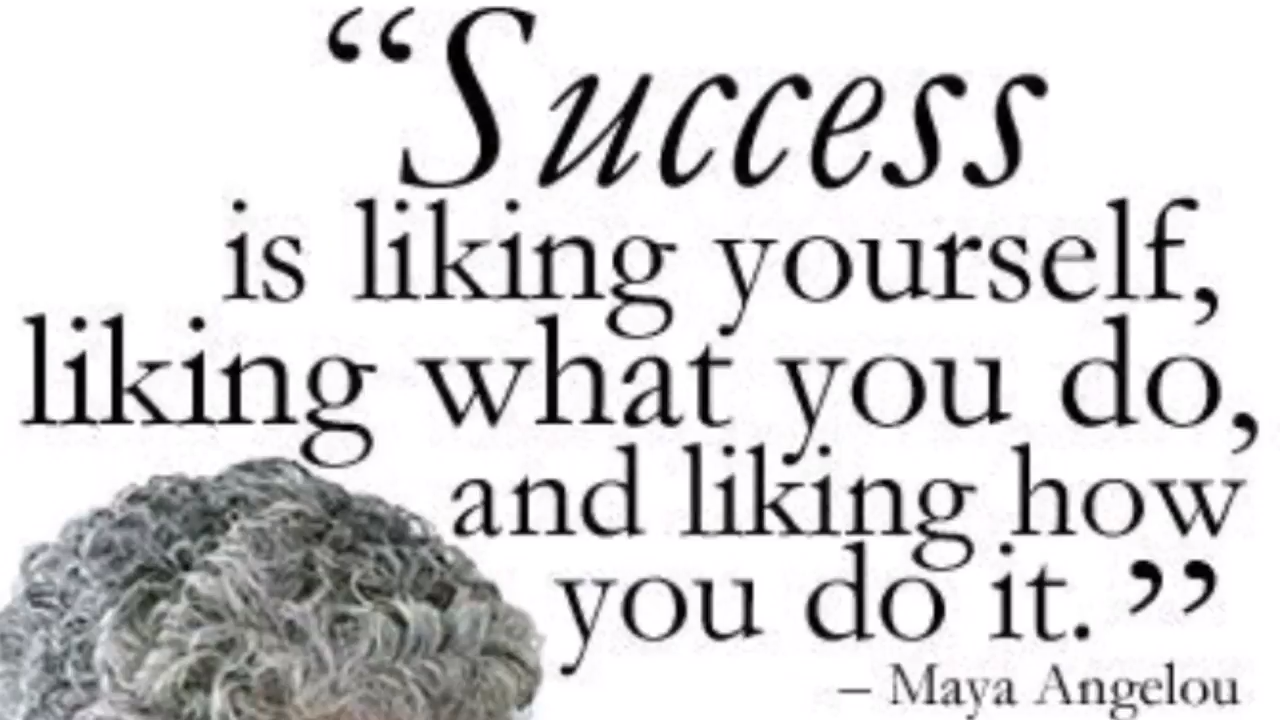 “Success
is liking yourself,
liking what you do,
and liking how
you do it.”
– Maya Angelou